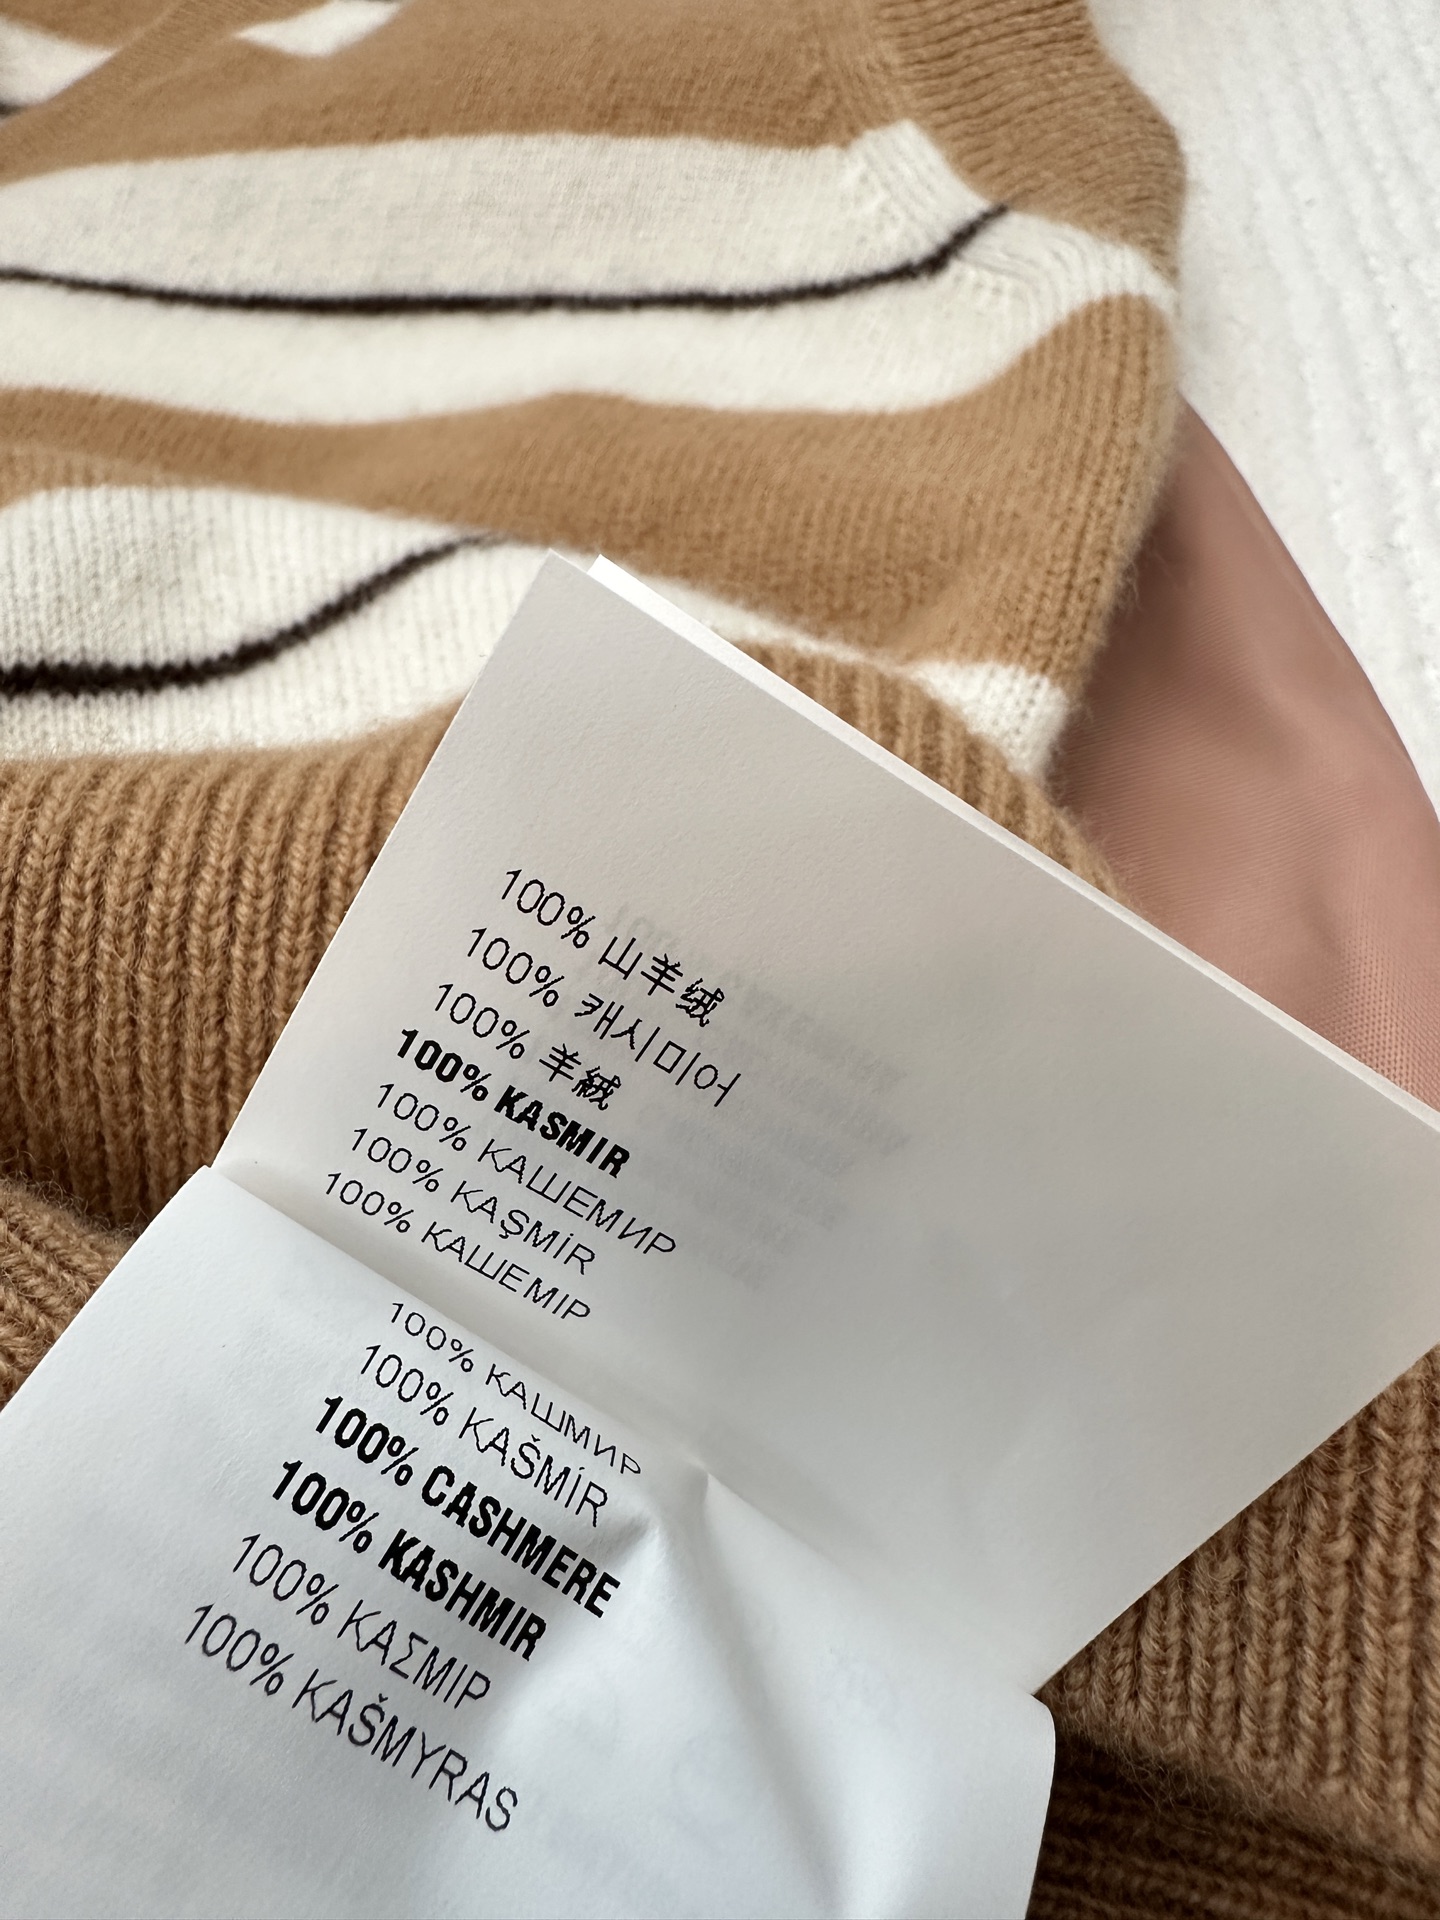 100% 山羊绒
100% 캐시미어
100% 羊絨
100% KASMIR
100% КАШЕМИР
100% KAŞMİR
100% КАШЕМІР
100% КАШМИР
100% KAŠMÍR
100% CASHMERE
100% KASHMIR
100% ΚΑΣΜΙΡ
100% KAŠMYRAS